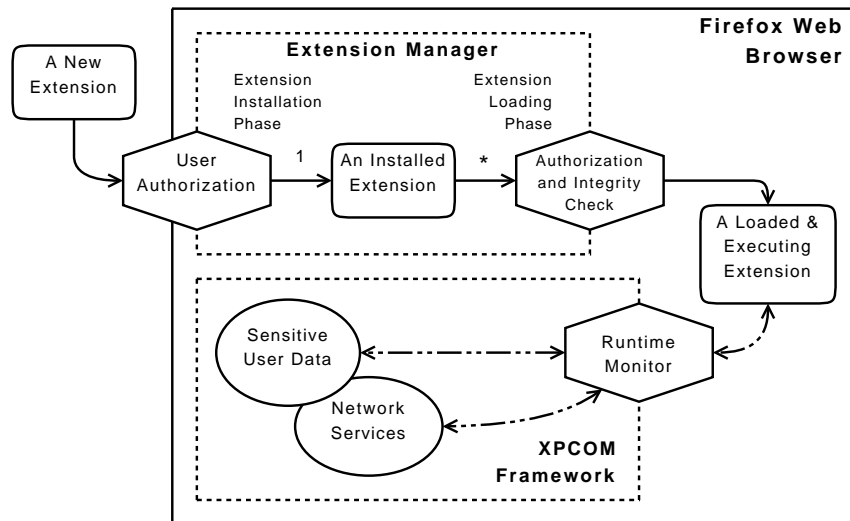 Firefox Web
Browser
Extension Manager
A New
Extension
Extension
Installation
Phase
Extension
Loading
Phase
User
Authorization
1
An Installed
Extension
*
Authorization
and Integrity
Check
A Loaded &
Executing
Extension
Sensitive
User Data
Runtime
Monitor
Network
Services
XPCOM
Framework